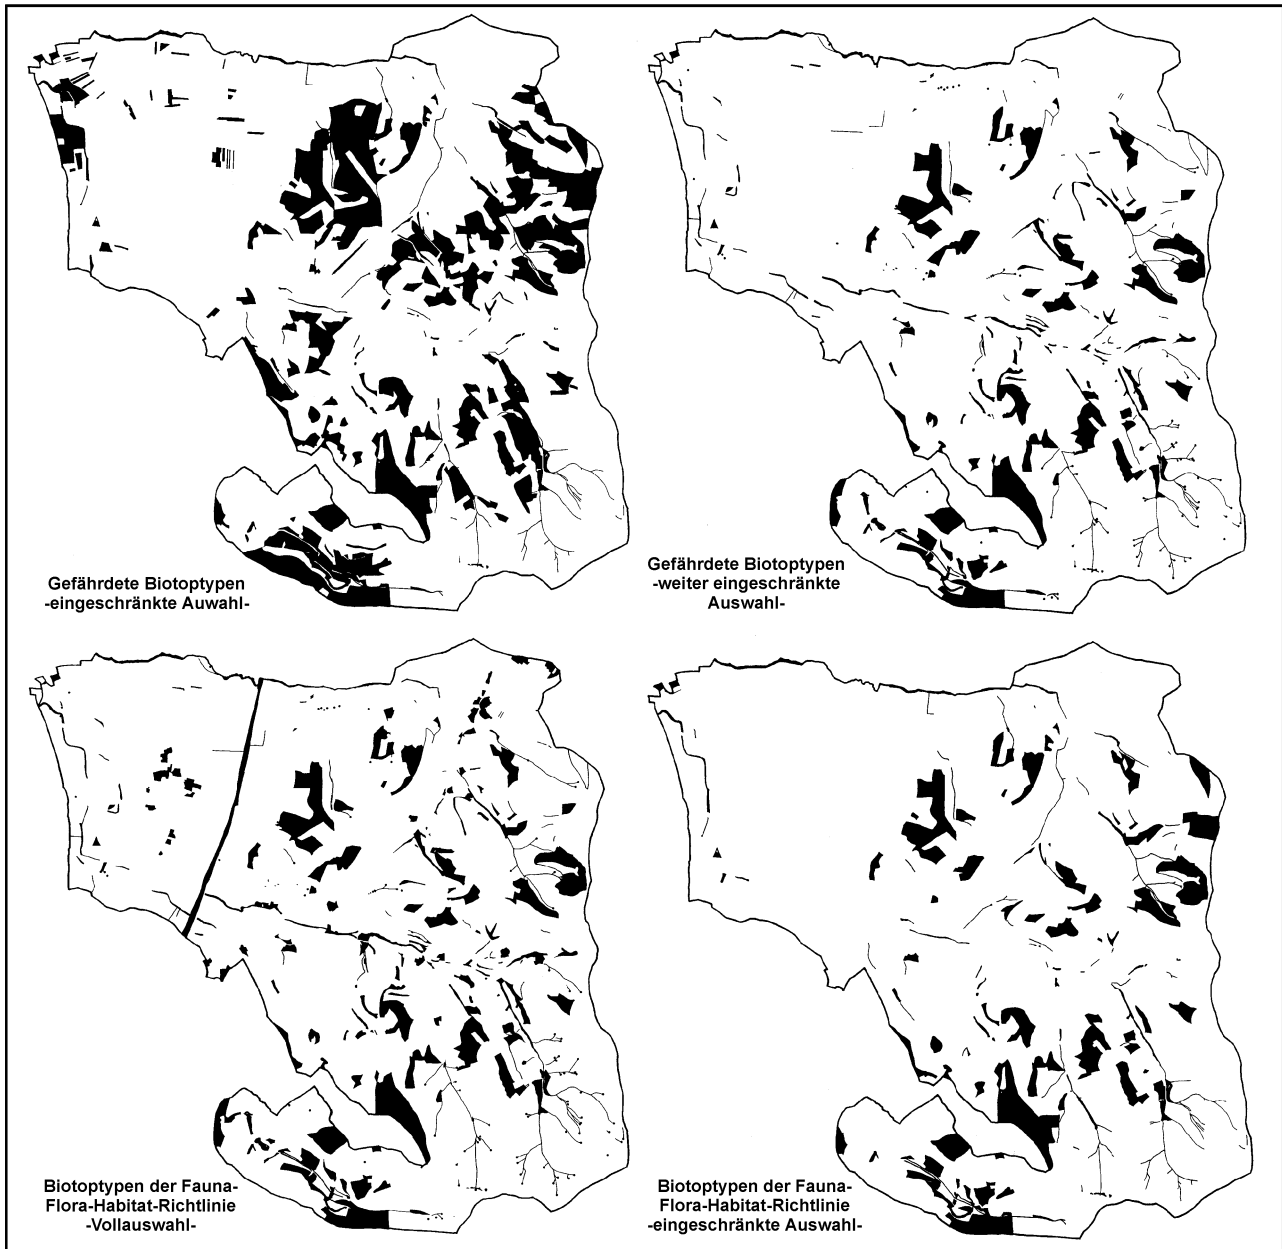 Gefährdete Biotoptypen
-eingeschränkte Auwahl-
Gefährdete Biotoptypen
-weiter eingeschränkte
Auswahl-
Biotoptypen der Fauna-
Flora-Habitat-Richtlinie
-Vollauswahl-
Biotoptypen der Fauna-
Flora-Habitat-Richtlinie
-eingeschränkte Auswahl-